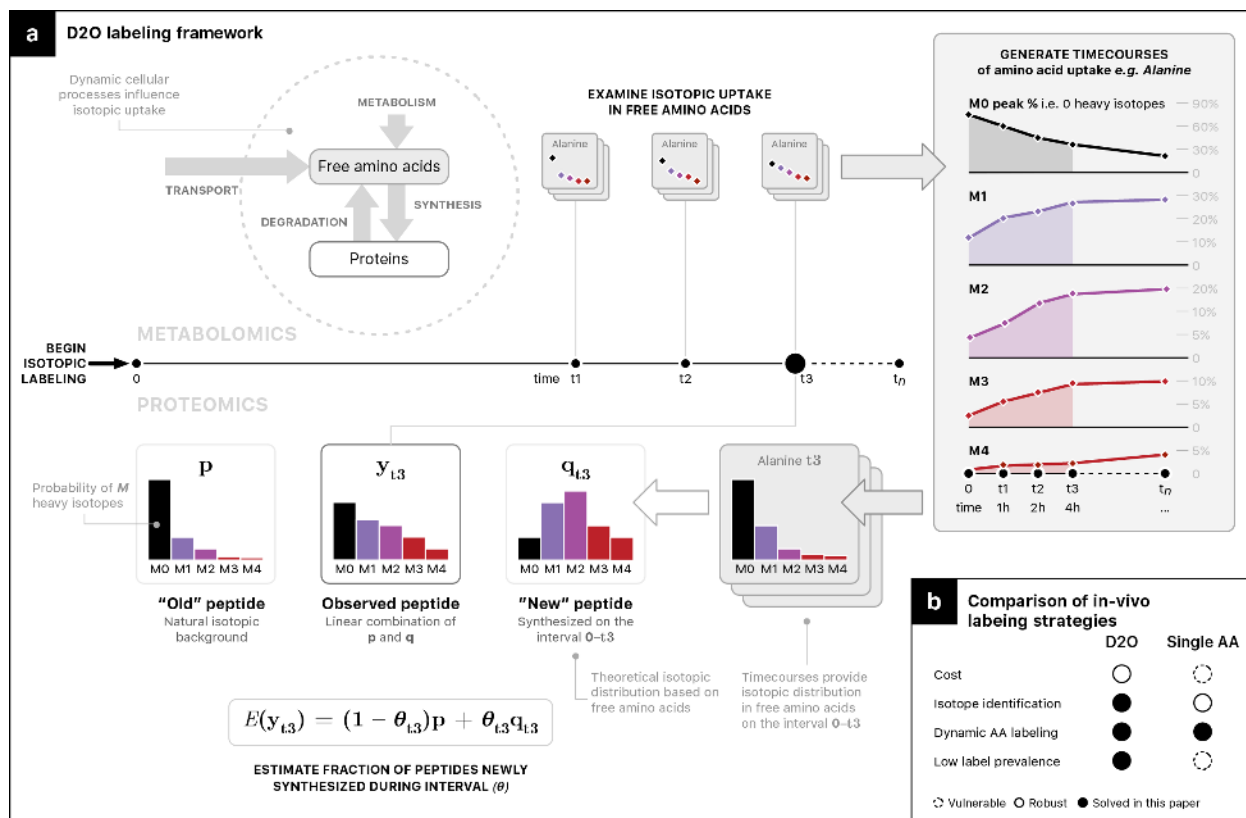 a
D2O labeling framework
Dynamic cellular
processes influence
isotopic uptake
METABOLISM
Free amino acids
TRANSPORT
DEGRADATION
SYNTHESIS
Proteins
EXAMINE ISOTOPIC UPTAKE
IN FREE AMINO ACIDS
Alanine
Alanine
Alanine
METABOLOMICS
BEGIN
ISOTOPIC
LABELING
0
time
t1
t2
t3
tn
PROTEOMICS
GENERATE TIMECOURSES
of amino acid uptake e.g. Alanine
M0 peak % i.e. 0 heavy isotopes
90%
60%
30%
0
M1
30%
20%
10%
0
M2
20%
10%
5%
0
M3
10%
5%
0
M4
5%
0
0 t1 t2 t3 tn
time 1h 2h 4h ...
p
Probability of M
heavy isotopes
M0 M1 M2 M3 M4
"Old" peptide
Natural isotopic
background
yt3
M0 M1 M2 M3 M4
Observed peptide
Linear combination of
p and q
qt3
M0 M1 M2 M3 M4
"New" peptide
Synthesized on the
interval 0–t3
Theoretical isotopic
distribution based on
free amino acids
Alanine t3
M0 M1 M2 M3 M4
Timecourses provide
isotopic distribution
in free amino acids
on the interval 0–t3
E(yt3) = (1 − θt3)p + θt3qt3
ESTIMATE FRACTION OF PEPTIDES NEWLY
SYNTHESIZED DURING INTERVAL (θ)
b
Comparison of in-vivo
labeing strategies
D2O Single AA
Cost
Isotope identification
Dynamic AA labeling
Low label prevalence
Vulnerable Robust Solved in this paper